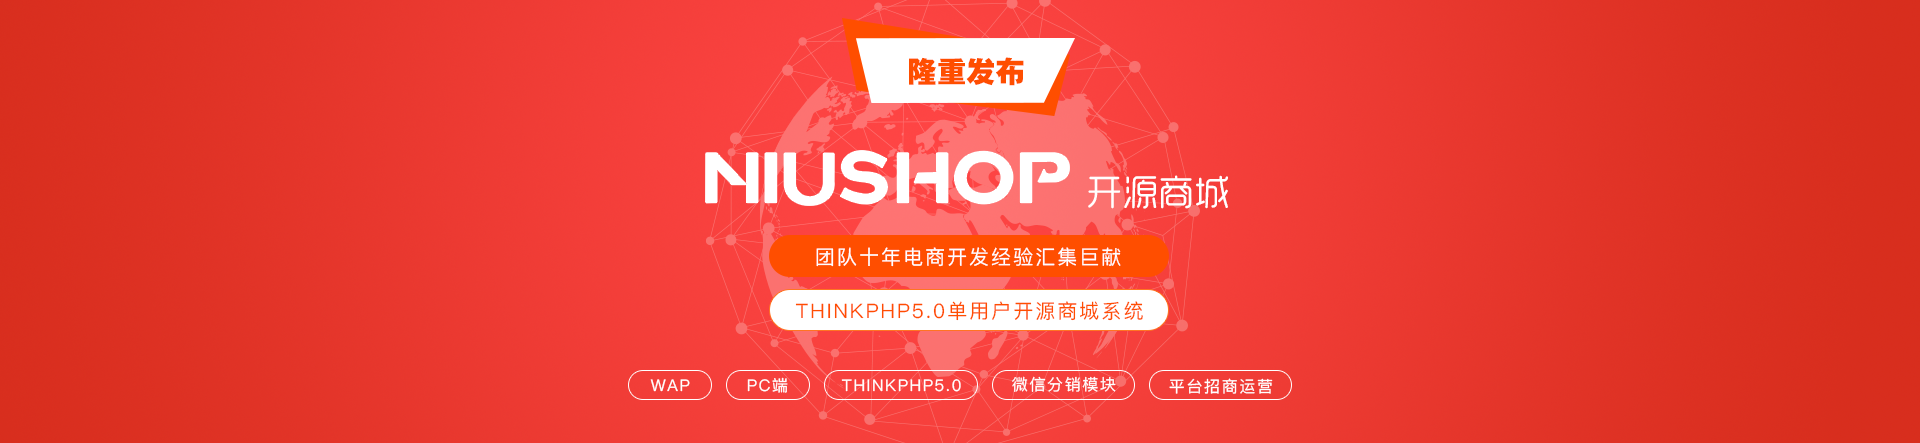 隆重发布
NIUSHOP 开源商城
团队十年电商开发经验汇集巨献
THINKPHP5.0单用户开源商城系统
WAP PC端 THINKPHP5.0 微信分销模块 平台招商运营